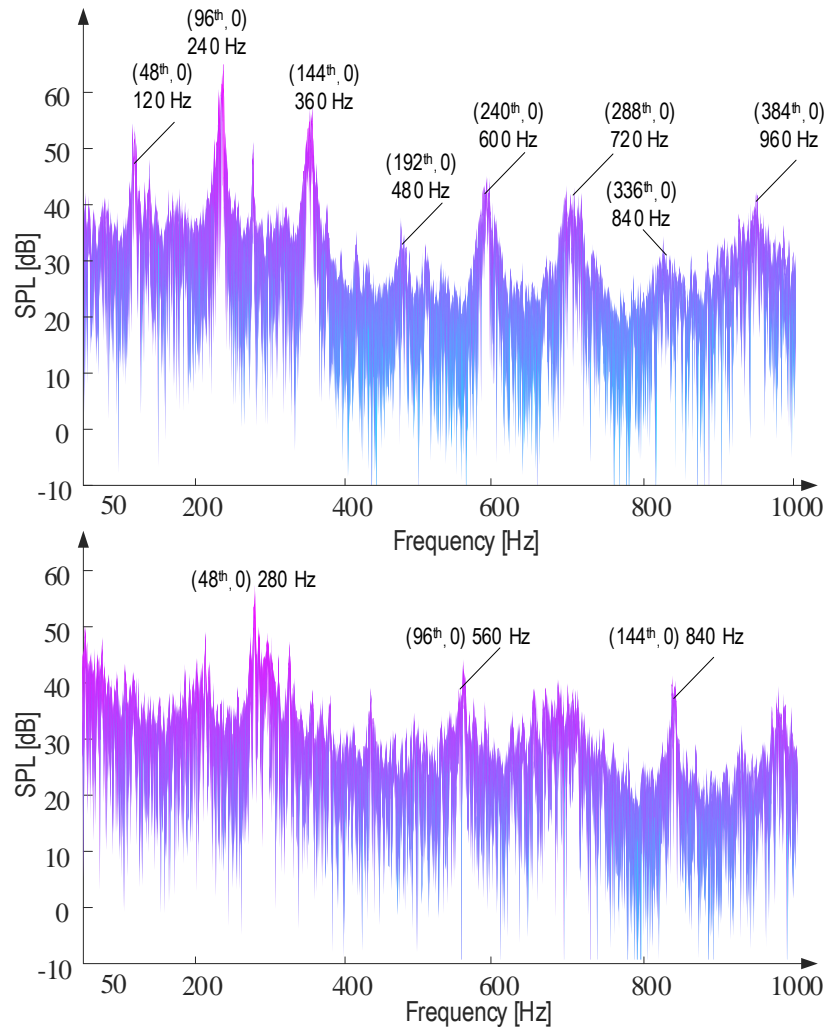 (96th, 0)
240 Hz
(48th, 0)
120 Hz
(144th, 0)
360 Hz
(240th, 0)
600 Hz
(288th, 0)
720 Hz
(384th, 0)
960 Hz
(192th, 0)
480 Hz
(336th, 0)
840 Hz
60
50
40
30
20
10
0
-10
SPL [dB]
50 200 400 600 800 1000
Frequency [Hz]
(48th, 0) 280 Hz
(96th, 0) 560 Hz
(144th, 0) 840 Hz
60
50
40
30
20
10
0
-10
SPL [dB]
50 200 400 600 800 1000
Frequency [Hz]